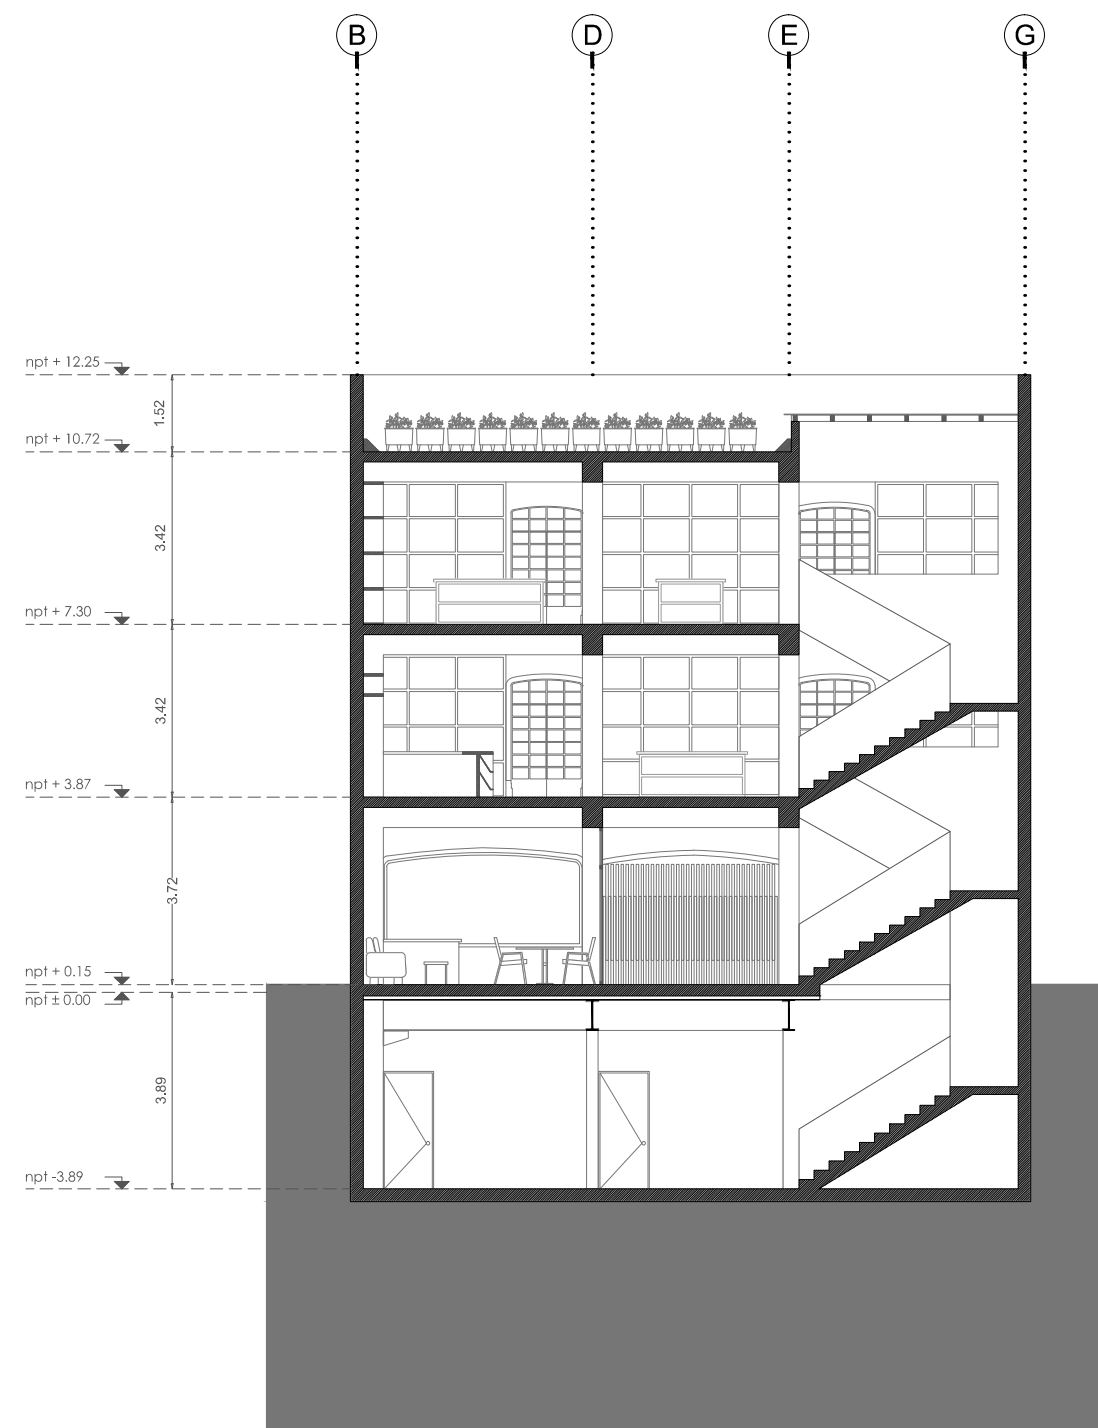 B D E G
npt + 12.25
1.52
npt + 10.72
3.42
npt + 7.30
3.42
npt + 3.87
3.72
npt + 0.15
npt ± 0.00
3.89
npt -3.89